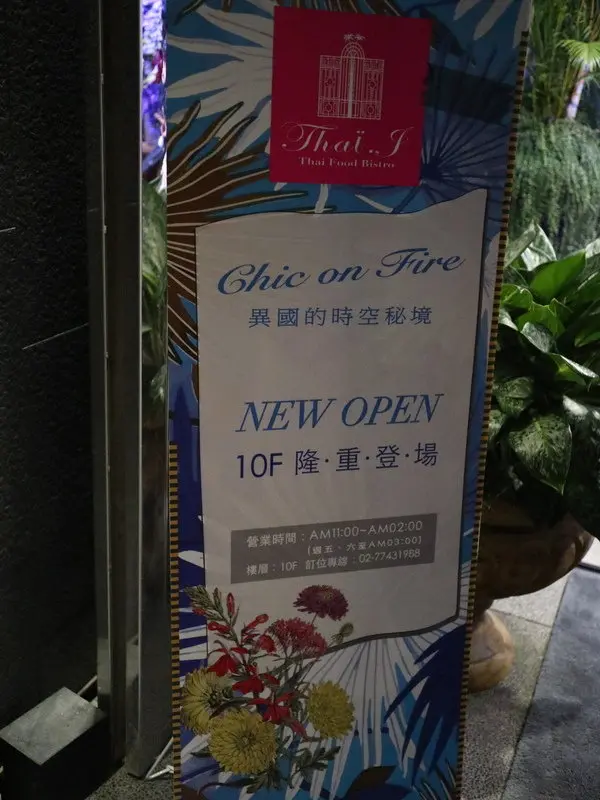 Thaï.J
Thai Food Bistro
Chic on Fire
異國的時空秘境
NEW OPEN
10F 隆·重·登·場
營業時間：AM11:00~AM02:00
(週五、六至AM03:00)
樓層：10F 訂位專線：02-77431988